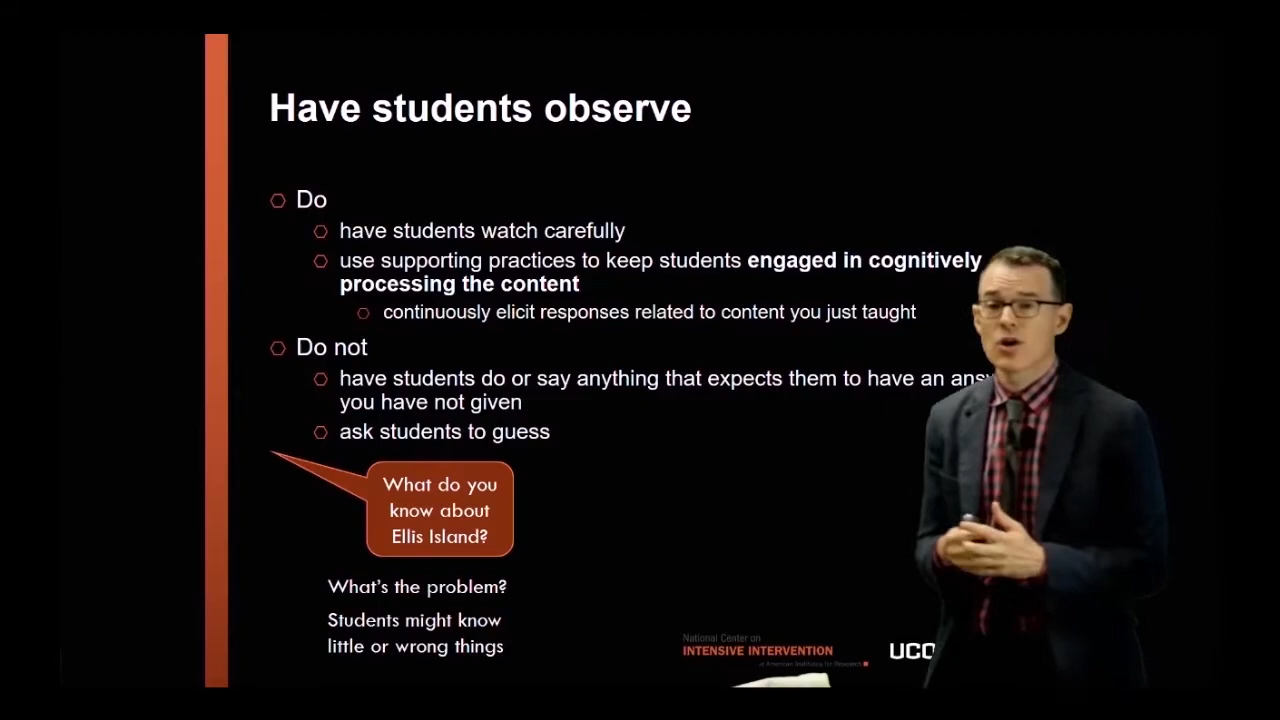 Have students observe
Do
have students watch carefully
use supporting practices to keep students engaged in cognitively
processing the content
continuously elicit responses related to content you just taught
Do not
have students do or say anything that expects them to have an
you have not given
ask students to guess
What do you
know about
Ellis Island?
What's the problem?
Students might know
little or wrong things
National Center on
INTENSIVE INTERVENTION
at American Institutes for Research